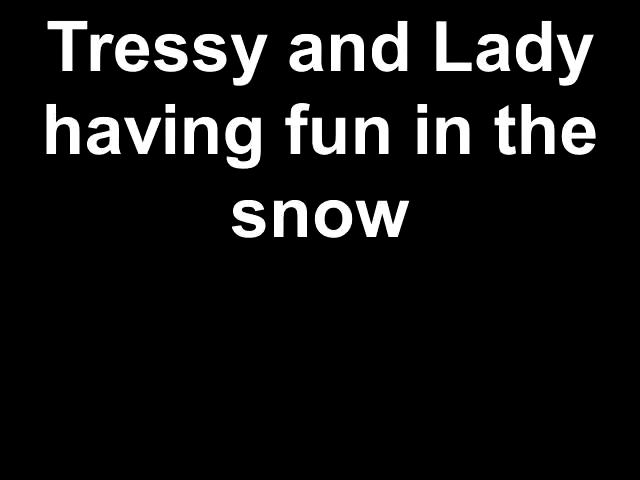 Tressy and Lady
having fun in the
snow